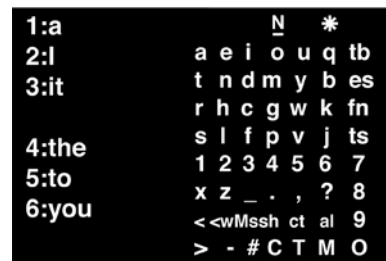 1:a
2:I
3:it
4:the
5:to
6:you
N *
a e i o u q tb
t n d m y b es
r h c g w k fn
s l f p v j ts
1 2 3 4 5 6 7
x z _ . , ? 8
< <wMssh ct al 9
> - # C T M O